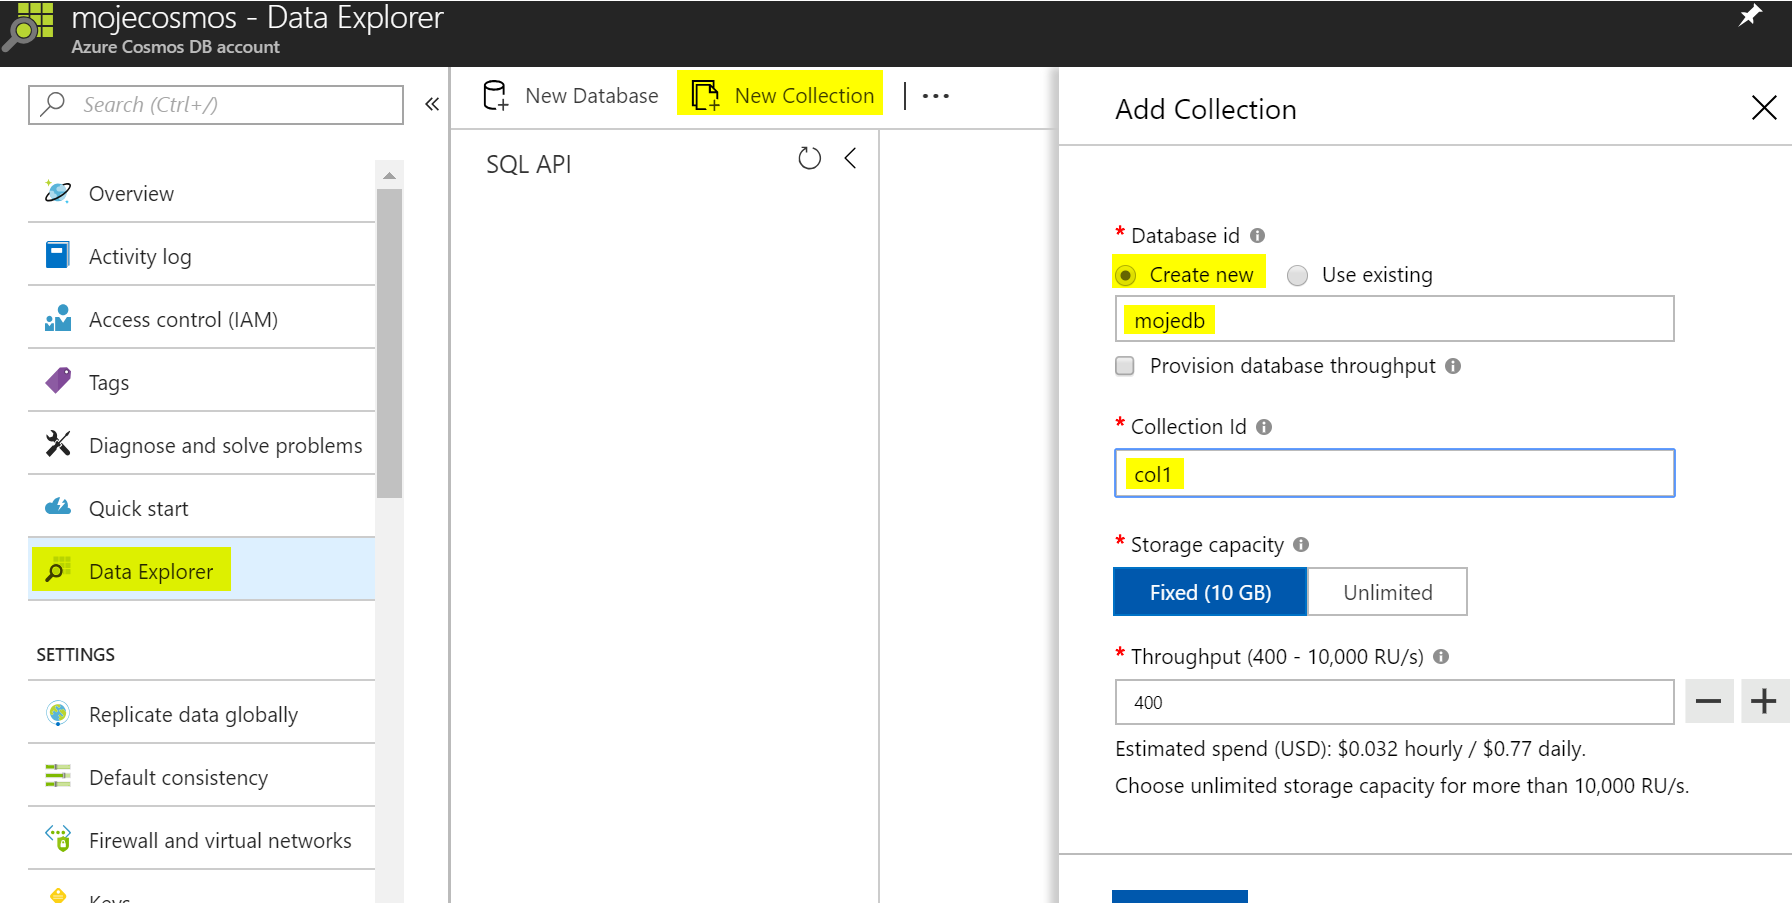 mojecosmos - Data Explorer
Azure Cosmos DB account
Search (Ctrl+/)
Overview
Activity log
Access control (IAM)
Tags
Diagnose and solve problems
Quick start
Data Explorer
SETTINGS
Replicate data globally
Default consistency
Firewall and virtual networks
Keys
New Database
New Collection
SQL API
Add Collection
* Database id
Create new Use existing
mojedb
Provision database throughput
* Collection Id
col1
* Storage capacity
Fixed (10 GB) Unlimited
* Throughput (400 - 10,000 RU/s)
400
Estimated spend (USD): $0.032 hourly / $0.77 daily.
Choose unlimited storage capacity for more than 10,000 RU/s.